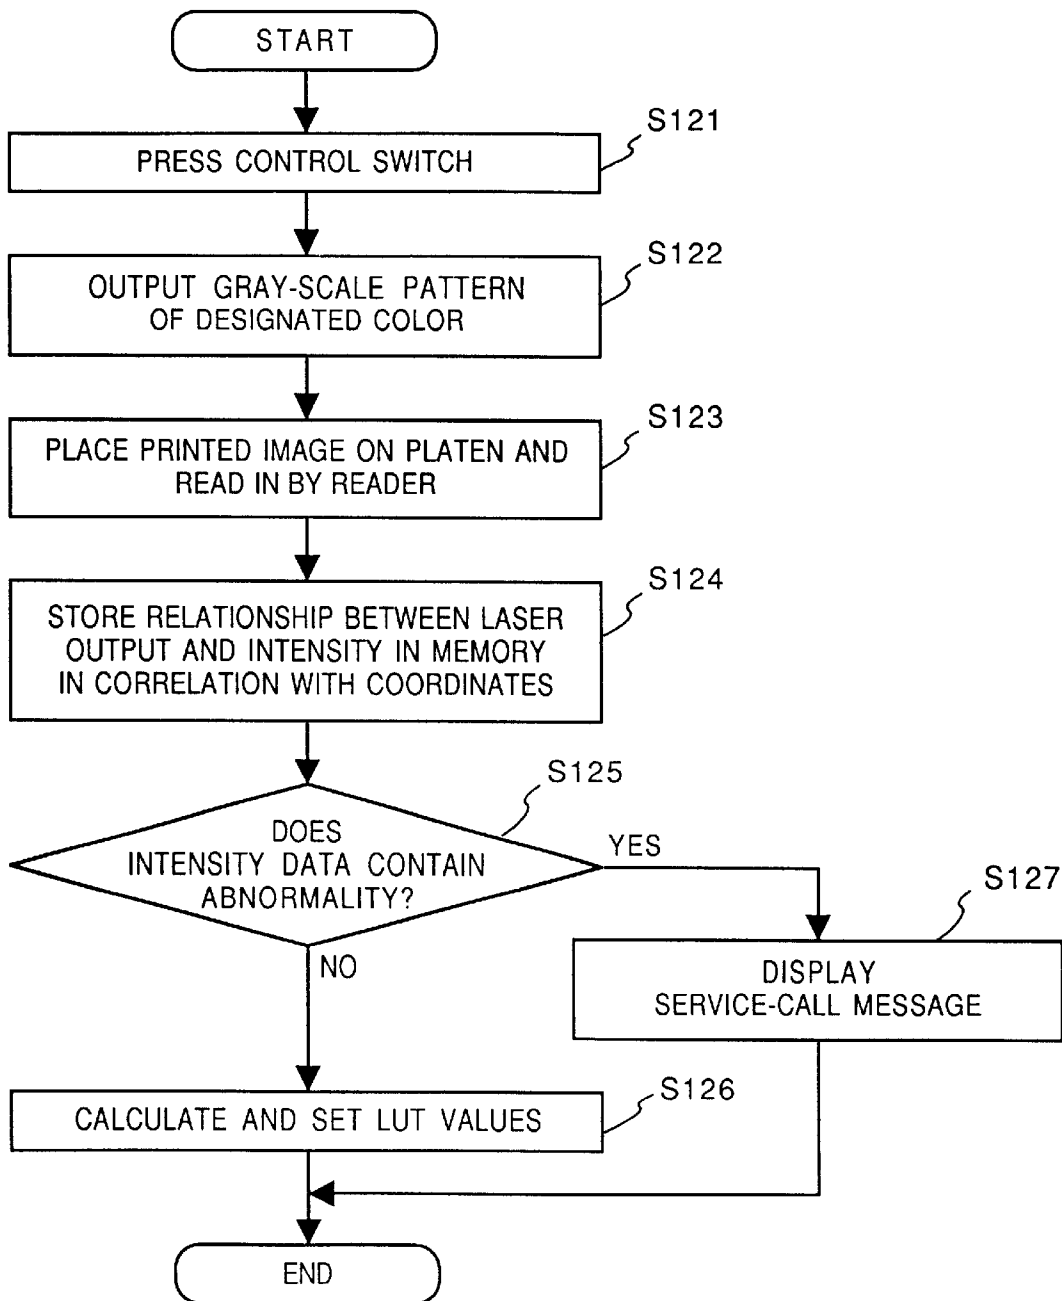 START
S121
PRESS CONTROL SWITCH
S122
OUTPUT GRAY-SCALE PATTERN
OF DESIGNATED COLOR
S123
PLACE PRINTED IMAGE ON PLATEN AND
READ IN BY READER
S124
STORE RELATIONSHIP BETWEEN LASER
OUTPUT AND INTENSITY IN MEMORY
IN CORRELATION WITH COORDINATES
S125
DOES
INTENSITY DATA CONTAIN
ABNORMALITY?
YES
S127
DISPLAY
SERVICE-CALL MESSAGE
NO
S126
CALCULATE AND SET LUT VALUES
END